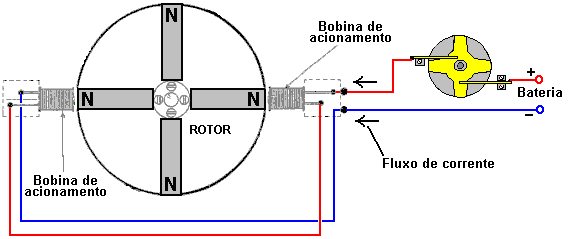 N
Bobina de
acionamento
+
Bateria
−
N
N
ROTOR
Fluxo de corrente
Bobina de
acionamento
N